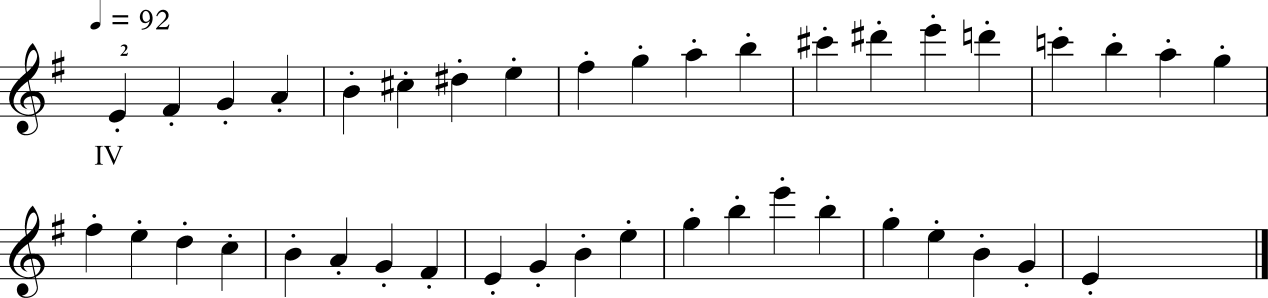 ♩ = 92
2
IV